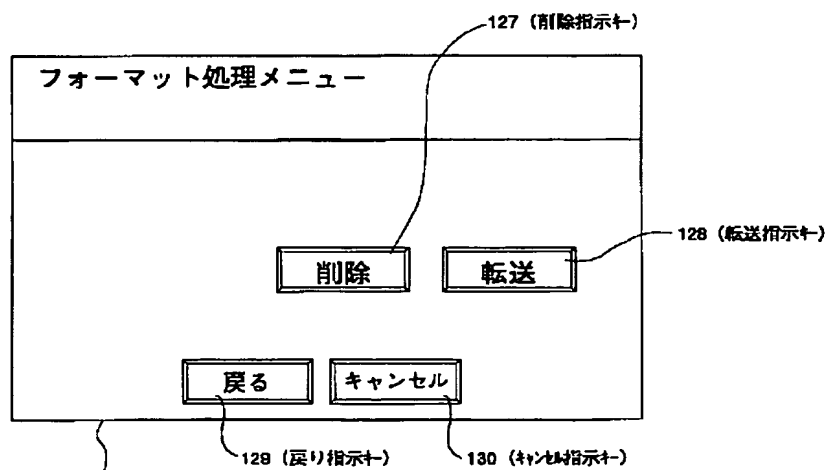 127（削除指示キー）
フォーマット処理メニュー
128（転送指示キー）
削除
転送
戻る
キャンセル
129（戻り指示キー）
130（キャンセル指示キー）